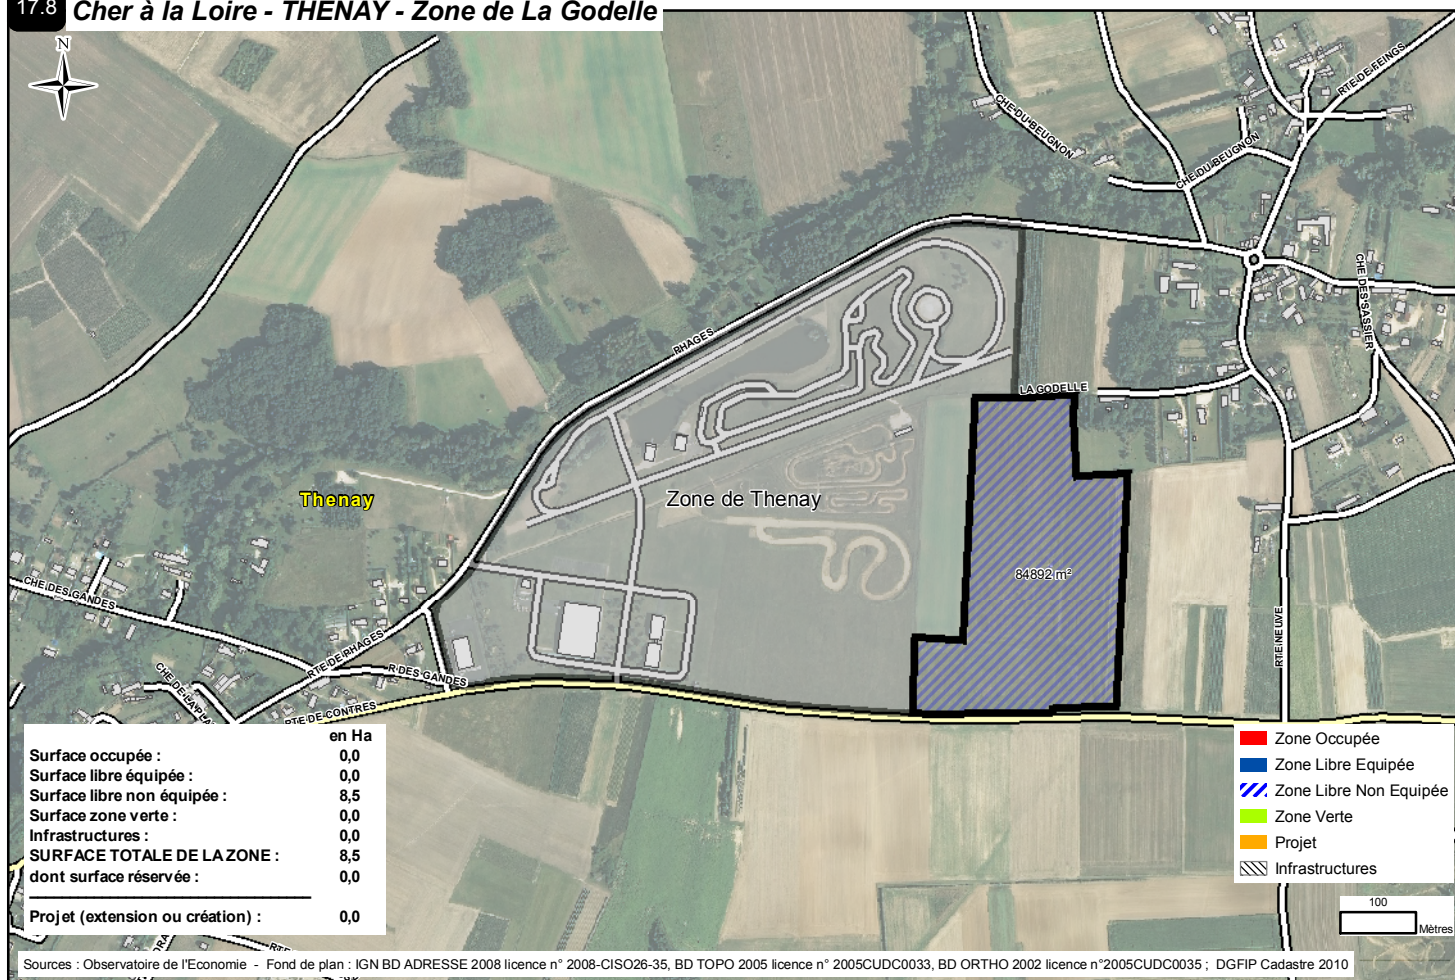 17.8 Cher à la Loire - THENAY - Zone de La Godelle
N
RTE-DE-FEINGS
CHE-DU-BEUGNON
CHE-DU-BEUGNON
CHE DES SASSIER
PHAGES
LA GODELLE
Thenay
Zone de Thenay
84892 m²
CHE DES GANDES
RTE DE PHAGES
R DES GANDES
CHE DE LA PLA
RTE DE CONTRES
RTE NEUVE
en Ha
Surface occupée : 0,0
Surface libre équipée : 0,0
Surface libre non équipée : 8,5
Surface zone verte : 0,0
Infrastructures : 0,0
SURFACE TOTALE DE LA ZONE : 8,5
dont surface réservée : 0,0
Projet (extension ou création) : 0,0
Zone Occupée
Zone Libre Equipée
Zone Libre Non Equipée
Zone Verte
Projet
Infrastructures
100
Mètres
Sources : Observatoire de l'Economie - Fond de plan : IGN BD ADRESSE 2008 licence n° 2008-CISO26-35, BD TOPO 2005 licence n° 2005CUDC0033, BD ORTHO 2002 licence n°2005CUDC0035 ; DGFIP Cadastre 2010